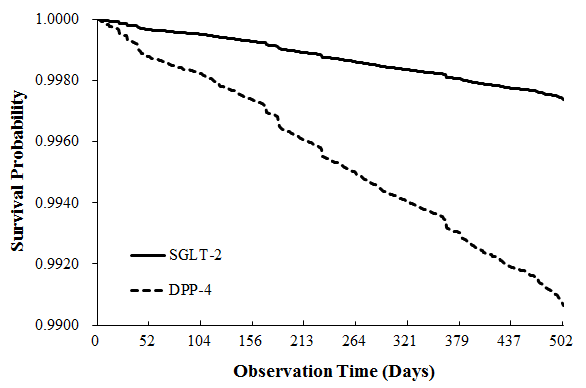 1.0000
0.9980
0.9960
0.9940
0.9920
0.9900
Survival Probability
SGLT-2
DPP-4
0 52 104 156 213 264 321 379 437 502
Observation Time (Days)